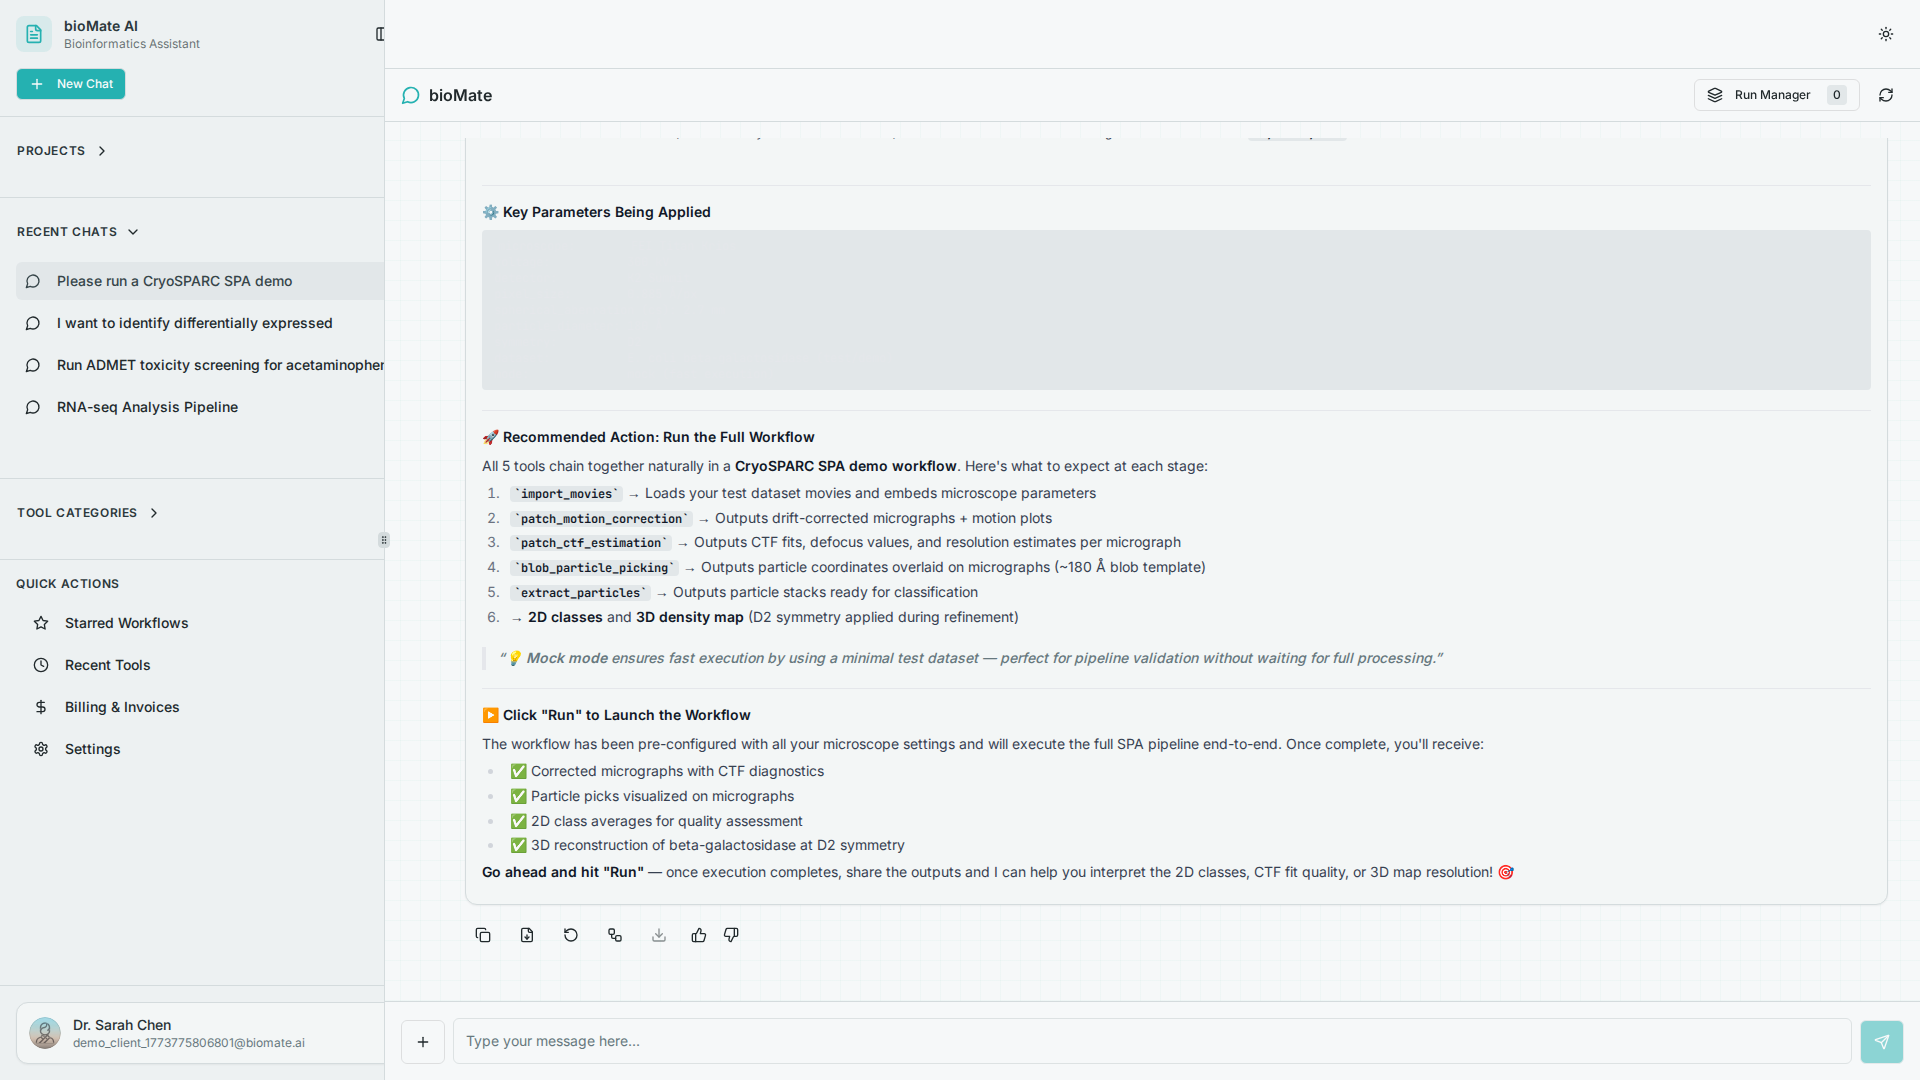 bioMate AI
Bioinformatics Assistant
New Chat
PROJECTS
RECENT CHATS
Please run a CryoSPARC SPA demo
I want to identify differentially expressed
Run ADMET toxicity screening for acetaminophen
RNA-seq Analysis Pipeline
TOOL CATEGORIES
QUICK ACTIONS
Starred Workflows
Recent Tools
Billing & Invoices
Settings
Dr. Sarah Chen
demo_client_1773775806801@biomate.ai
bioMate
Run Manager 0
⚙️ Key Parameters Being Applied
🚀 Recommended Action: Run the Full Workflow
All 5 tools chain together naturally in a CryoSPARC SPA demo workflow. Here's what to expect at each stage:
1. `import_movies` → Loads your test dataset movies and embeds microscope parameters
2. `patch_motion_correction` → Outputs drift-corrected micrographs + motion plots
3. `patch_ctf_estimation` → Outputs CTF fits, defocus values, and resolution estimates per micrograph
4. `blob_particle_picking` → Outputs particle coordinates overlaid on micrographs (~180 Å blob template)
5. `extract_particles` → Outputs particle stacks ready for classification
6. → 2D classes and 3D density map (D2 symmetry applied during refinement)
“💡 Mock mode ensures fast execution by using a minimal test dataset — perfect for pipeline validation without waiting for full processing.”
▶️ Click "Run" to Launch the Workflow
The workflow has been pre-configured with all your microscope settings and will execute the full SPA pipeline end-to-end. Once complete, you'll receive:
✅ Corrected micrographs with CTF diagnostics
✅ Particle picks visualized on micrographs
✅ 2D class averages for quality assessment
✅ 3D reconstruction of beta-galactosidase at D2 symmetry
Go ahead and hit "Run" — once execution completes, share the outputs and I can help you interpret the 2D classes, CTF fit quality, or 3D map resolution! 🎯
Type your message here...